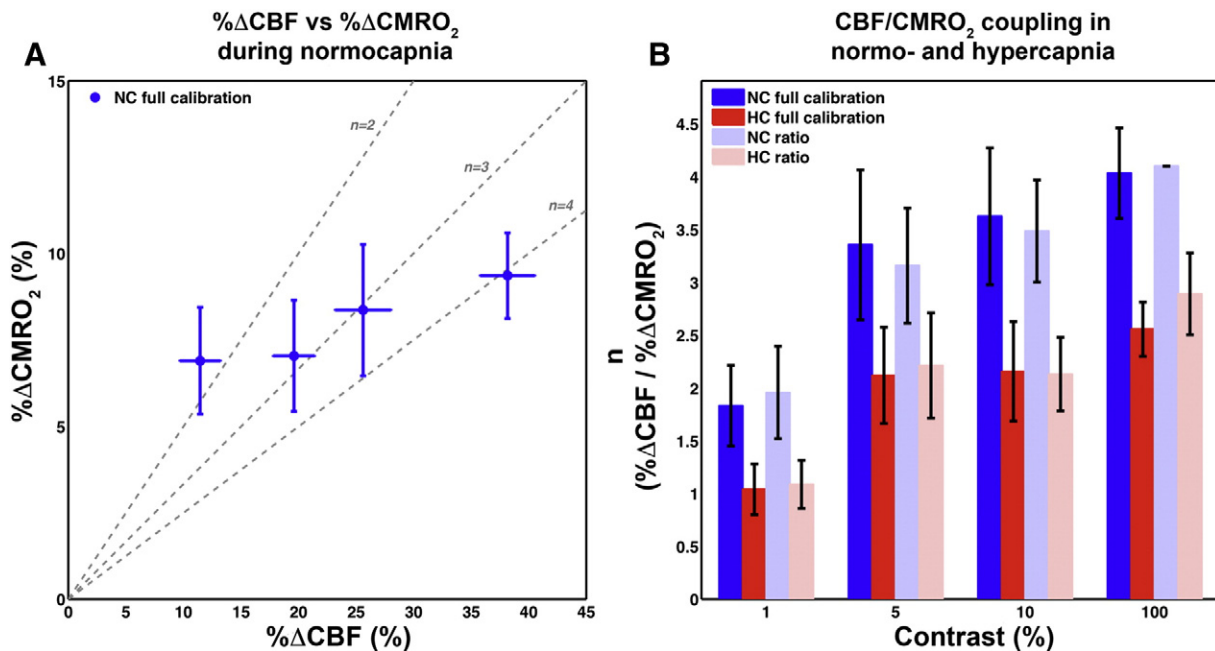 %ΔCBF vs %ΔCMRO₂
during normocapnia
A
NC full calibration
n=2
n=3
n=4
15
10
5
0
%ΔCMRO₂ (%)
0 5 10 15 20 25 30 35 40 45
%ΔCBF (%)
CBF/CMRO₂ coupling in
normo- and hypercapnia
B
NC full calibration
HC full calibration
NC ratio
HC ratio
4.5
4
3.5
3
2.5
2
1.5
1
0.5
0
n
(%ΔCBF / %ΔCMRO₂)
1 5 10 100
Contrast (%)